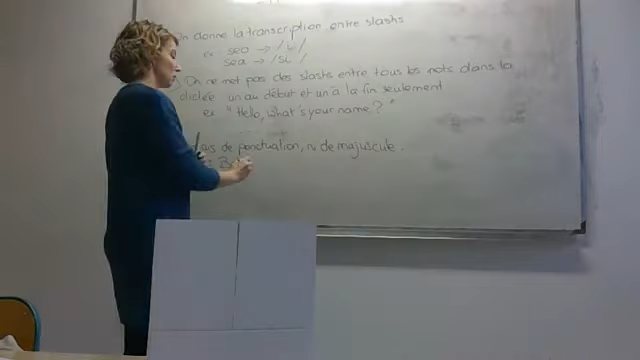 On donne la transcription entre slashs
ex: sea → / /
sea → / /
On ne met pas des slashs entre tous les mots dans la
dictée un au début et un à la fin seulement
ex "Hello, what's your name?"
pas de ponctuation, ni de majuscule.